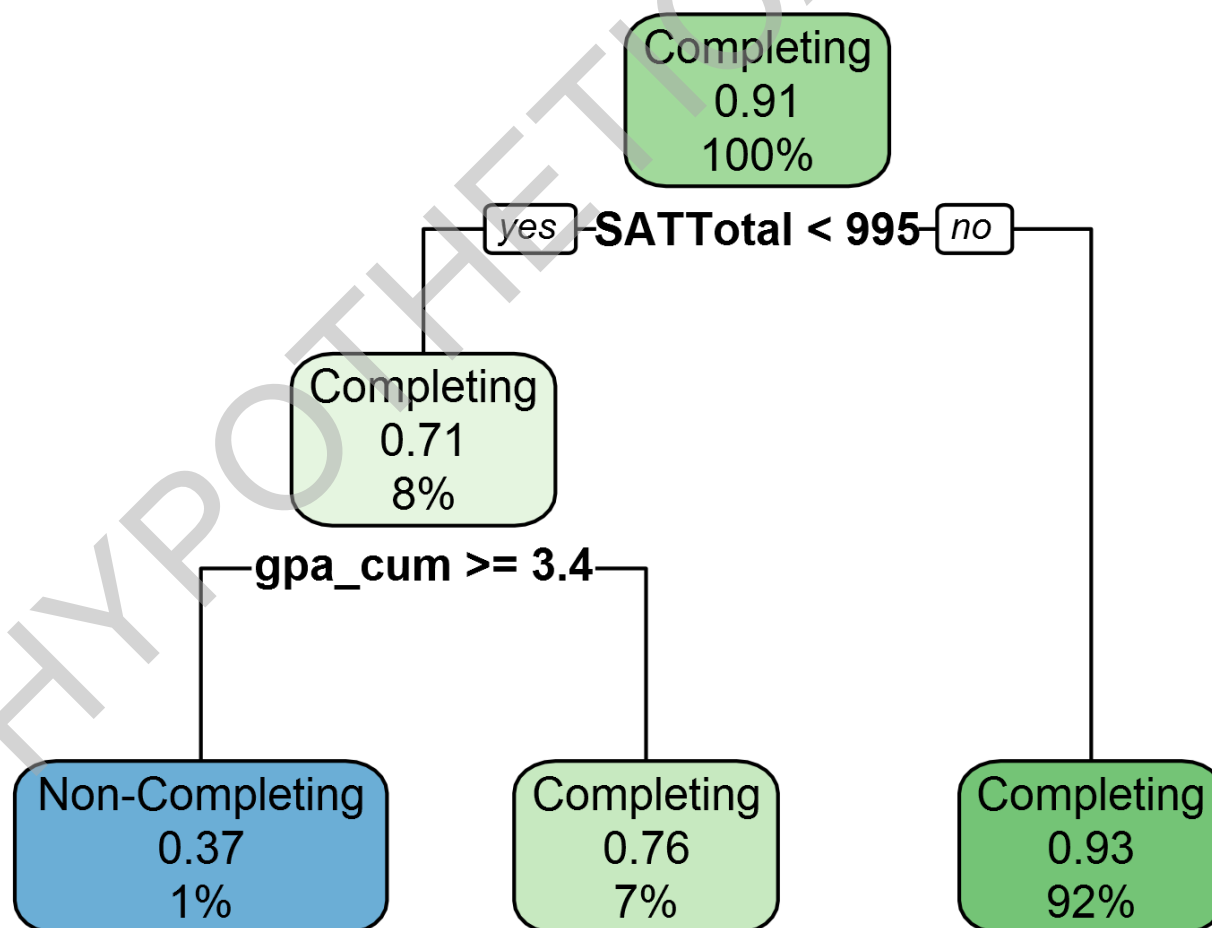 Completing
0.91
100%
yes SATTotal < 995 no
Completing
0.71
8%
gpa_cum >= 3.4
Non-Completing
0.37
1%
Completing
0.76
7%
Completing
0.93
92%
HYPOTHETIC